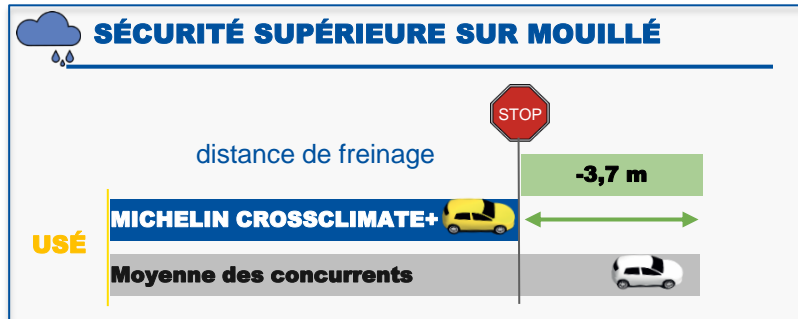 SÉCURITÉ SUPÉRIEURE SUR MOUILLÉ
STOP
distance de freinage
-3,7 m
MICHELIN CROSSCLIMATE+
USÉ
Moyenne des concurrents